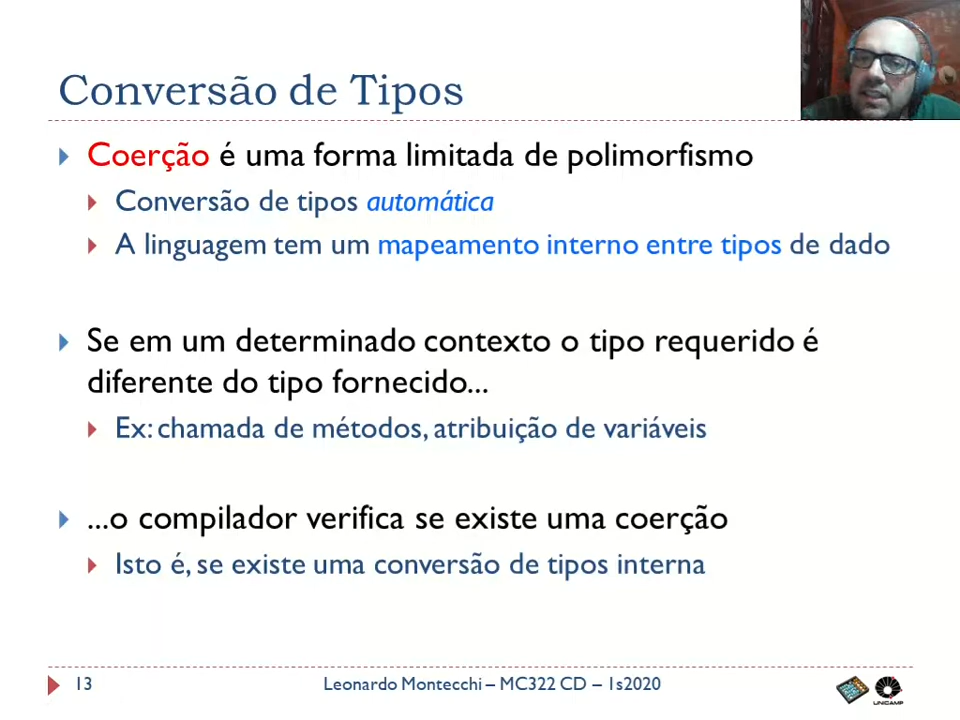 Conversão de Tipos
Coerção é uma forma limitada de polimorfismo
Conversão de tipos automática
A linguagem tem um mapeamento interno entre tipos de dado
Se em um determinado contexto o tipo requerido é
diferente do tipo fornecido...
Ex: chamada de métodos, atribuição de variáveis
...o compilador verifica se existe uma coerção
Isto é, se existe uma conversão de tipos interna
13
Leonardo Montecchi – MC322 CD – 1s2020
UNICAMP